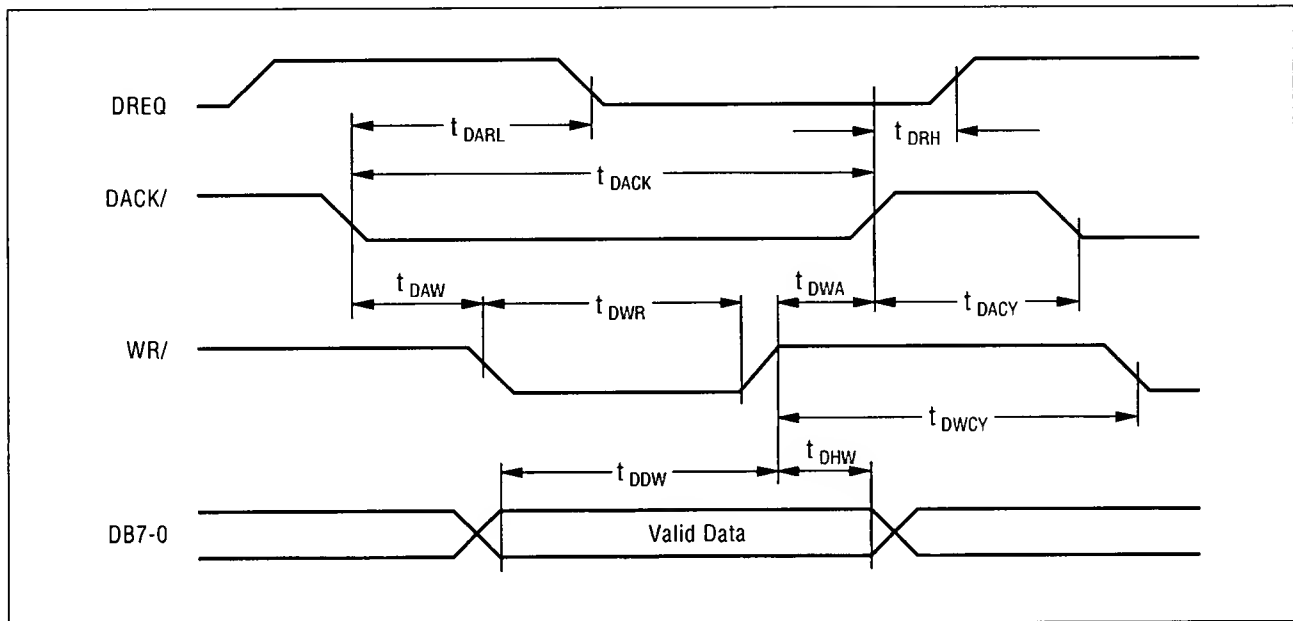 DREQ
t DARL
t DRH
t DACK
DACK/
t DAW
t DWR
t DWA
t DACY
WR/
t DWCY
t DHW
t DDW
DB7-0
Valid Data